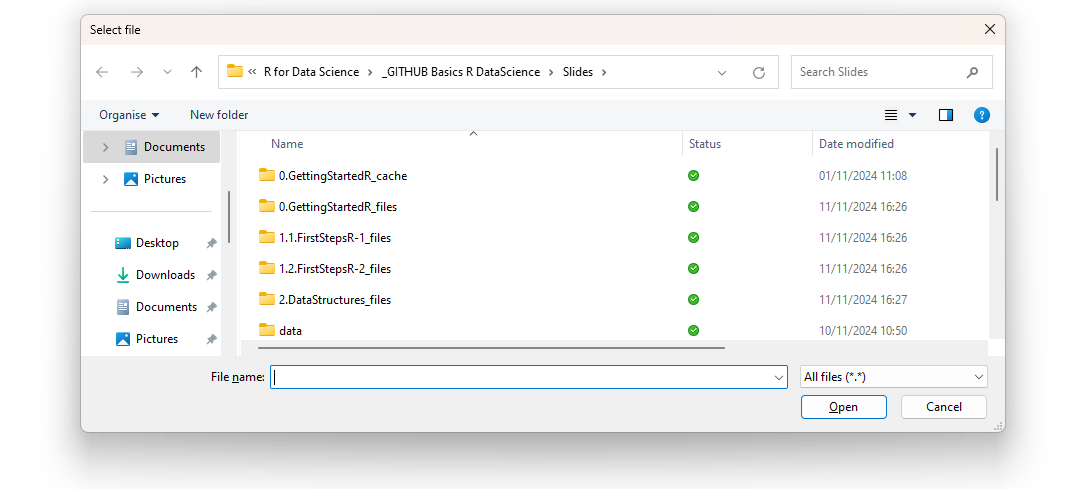 Select file
« R for Data Science > _GITHUB Basics R DataScience > Slides >
Search Slides
Organise
New folder
Documents
Pictures
Desktop
Downloads
Documents
Pictures
Name Status Date modified
0.GettingStartedR_cache 01/11/2024 11:08
0.GettingStartedR_files 11/11/2024 16:26
1.1.FirstStepsR-1_files 11/11/2024 16:26
1.2.FirstStepsR-2_files 11/11/2024 16:26
2.DataStructures_files 11/11/2024 16:27
data 10/11/2024 10:50
File name:
All files (*.*)
Open
Cancel